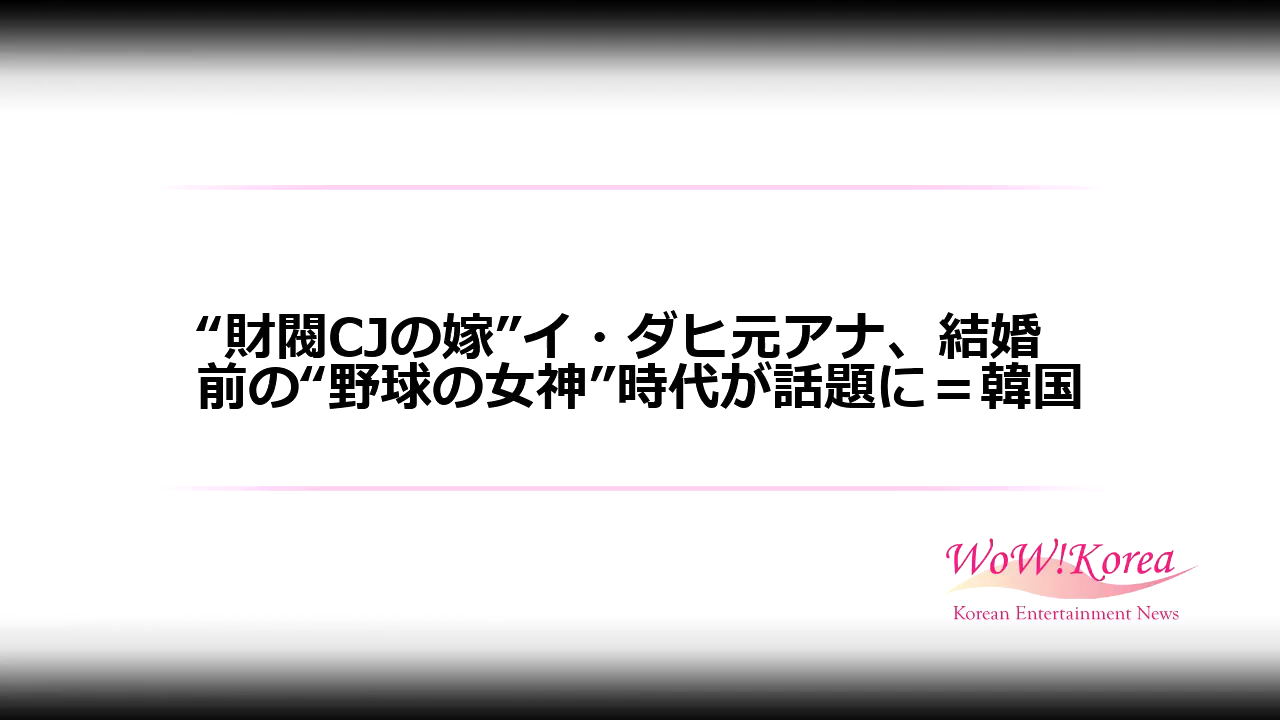 “財閥CJの嫁”イ・ダヒ元アナ、結婚
前の“野球の女神”時代が話題に＝韓国
WoW!Korea
Korean Entertainment News